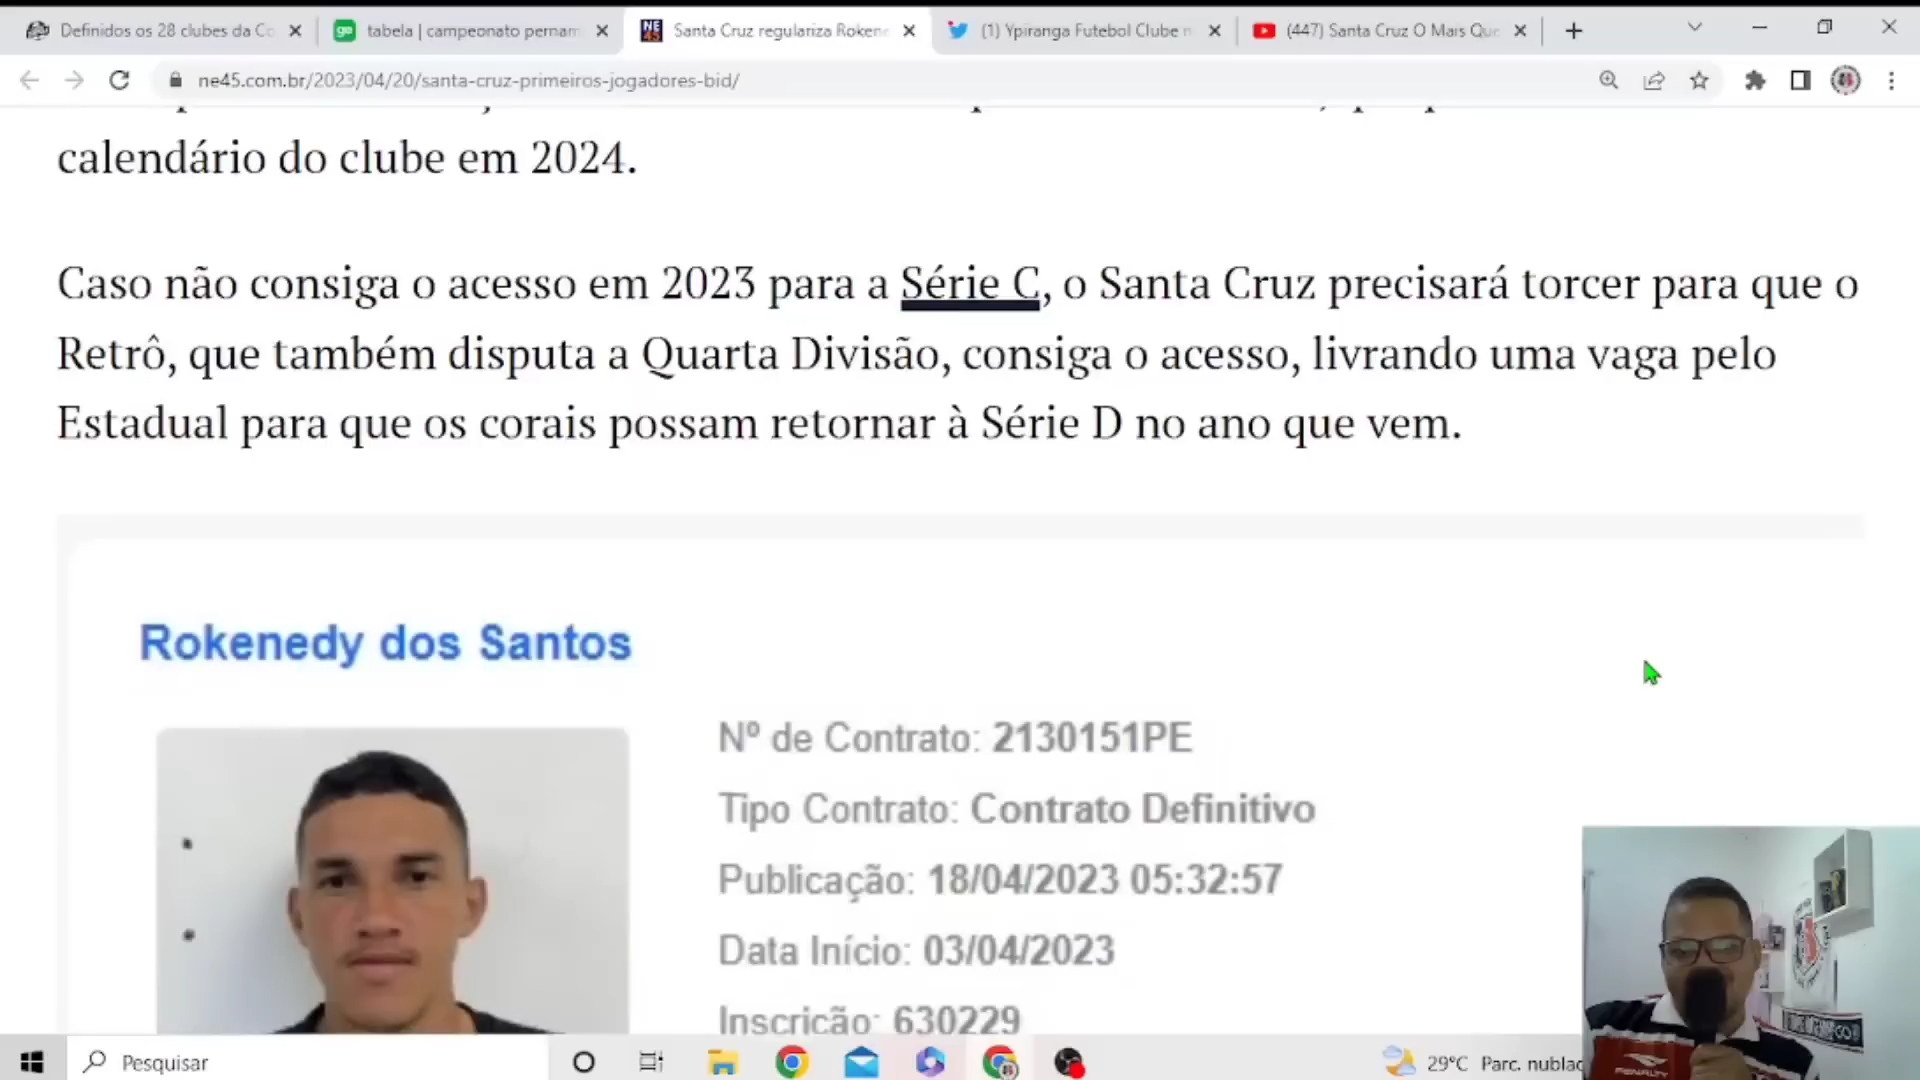 Definidos os 28 clubes da Co
tabela | campeonato pernam
Santa Cruz regulariza Rokene
(1) Ypiranga Futebol Clube n
(447) Santa Cruz O Mais Que
ne45.com.br/2023/04/20/santa-cruz-primeiros-jogadores-bid/
calendário do clube em 2024.
Caso não consiga o acesso em 2023 para a Série C, o Santa Cruz precisará torcer para que o
Retrô, que também disputa a Quarta Divisão, consiga o acesso, livrando uma vaga pelo
Estadual para que os corais possam retornar à Série D no ano que vem.
Rokenedy dos Santos
Nº de Contrato: 2130151PE
Tipo Contrato: Contrato Definitivo
Publicação: 18/04/2023 05:32:57
Data Início: 03/04/2023
Inscrição: 630229
PENALTY
Pesquisar
29°C Parc. nublad